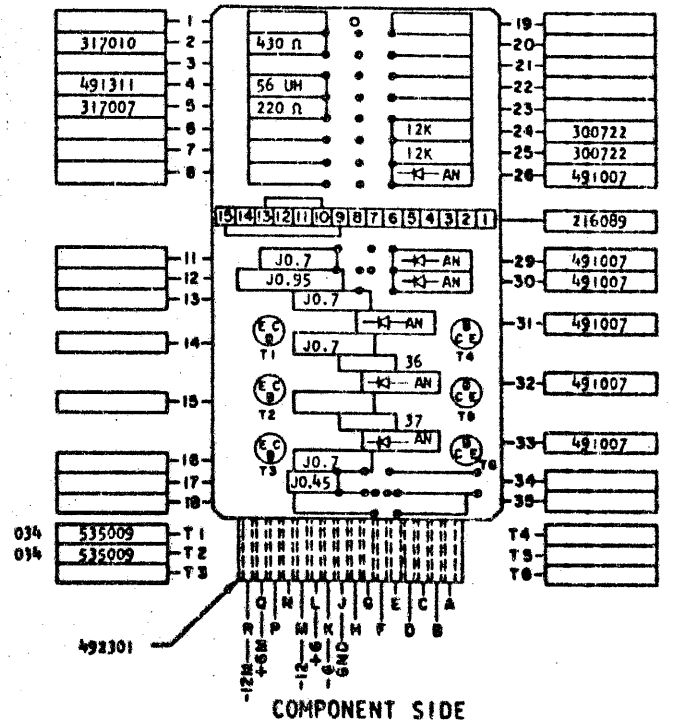 1 19
317010 2 430 Ω 20
3 21
491311 4 56 UH 22
317007 5 220 Ω 23
6 12K 24 300722
7 12K 25 300722
8 AN 26 491007
15 14 13 12 11 10 9 8 7 6 5 4 3 2 1 216089
11 J0.7 AN 29 491007
12 J0.95 AN 30 491007
13 J0.7
AN 31 491007
E C B T1 B C E T4
14 J0.7
36
AN 32 491007
E C B T2 B C E T5
15
37
AN 33 491007
E C B T3 B C E T6
16 J0.7 34
17 J0.45 35
18
034 535009 T1 T4
034 535009 T2 T5
T3 T6
492301
Q N L J G E C A
R P M K H F D B
-12M +6M -12 +6 -6 GND
COMPONENT SIDE